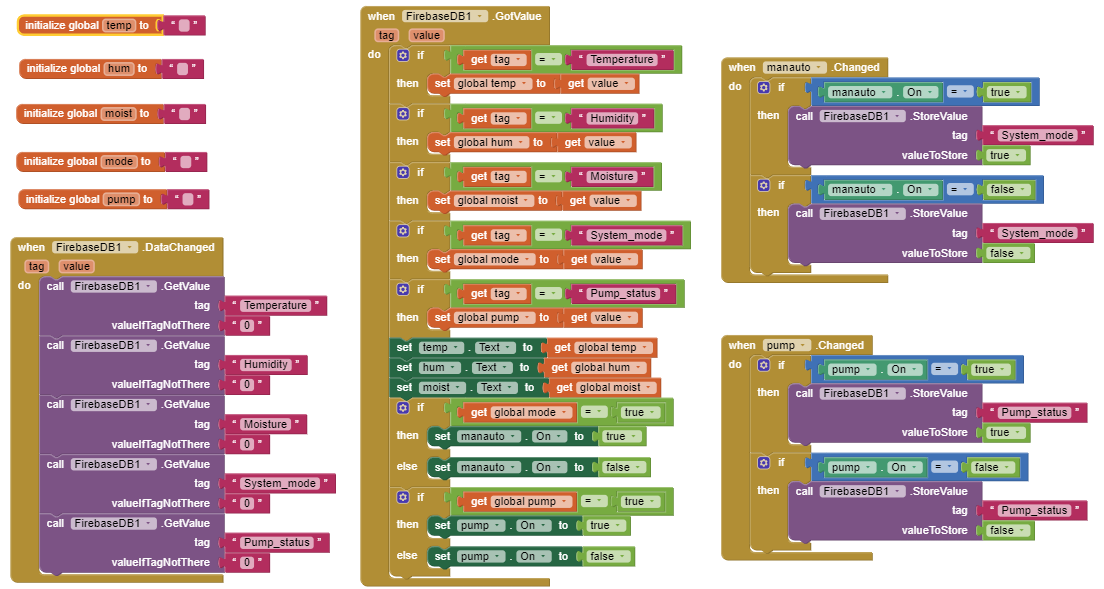 initialize global temp to " "
initialize global hum to " "
initialize global moist to " "
initialize global mode to " "
initialize global pump to " "
when FirebaseDB1 .DataChanged
tag value
do call FirebaseDB1 .GetValue
tag " Temperature "
valueIfTagNotThere " 0 "
call FirebaseDB1 .GetValue
tag " Humidity "
valueIfTagNotThere " 0 "
call FirebaseDB1 .GetValue
tag " Moisture "
valueIfTagNotThere " 0 "
call FirebaseDB1 .GetValue
tag " System_mode "
valueIfTagNotThere " 0 "
call FirebaseDB1 .GetValue
tag " Pump_status "
valueIfTagNotThere " 0 "
when FirebaseDB1 .GotValue
tag value
do if get tag = " Temperature "
then set global temp to get value
if get tag = " Humidity "
then set global hum to get value
if get tag = " Moisture "
then set global moist to get value
if get tag = " System_mode "
then set global mode to get value
if get tag = " Pump_status "
then set global pump to get value
set temp . Text to get global temp
set hum . Text to get global hum
set moist . Text to get global moist
if get global mode = true
then set manauto . On to true
else set manauto . On to false
if get global pump = true
then set pump . On to true
else set pump . On to false
when manauto .Changed
do if manauto . On = true
then call FirebaseDB1 .StoreValue
tag " System_mode "
valueToStore true
if manauto . On = false
then call FirebaseDB1 .StoreValue
tag " System_mode "
valueToStore false
when pump .Changed
do if pump . On = true
then call FirebaseDB1 .StoreValue
tag " Pump_status "
valueToStore true
if pump . On = false
then call FirebaseDB1 .StoreValue
tag " Pump_status "
valueToStore false